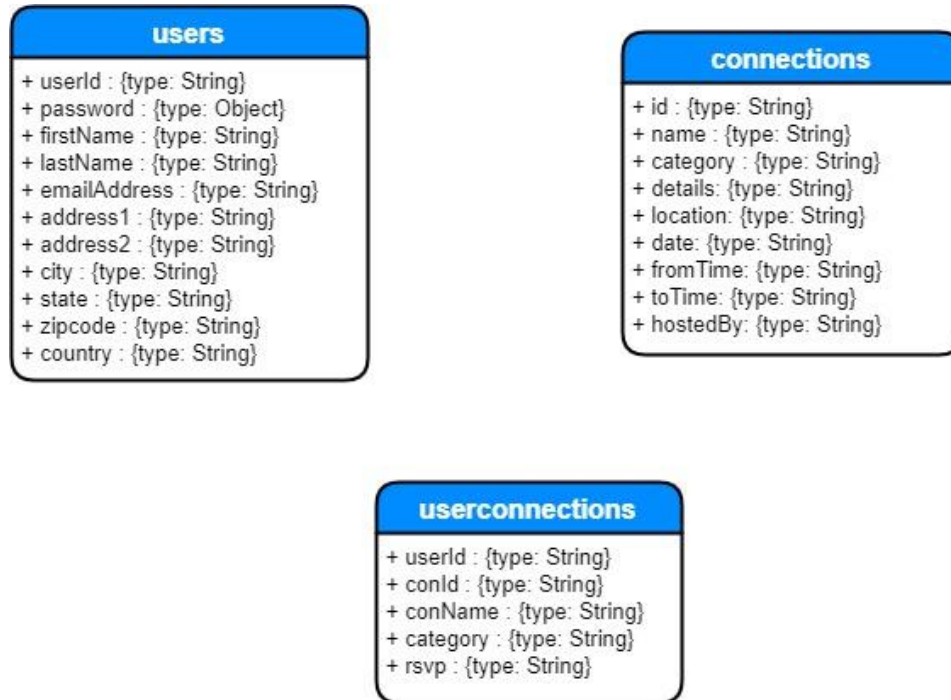 users
+ userId : {type: String}
+ password : {type: Object}
+ firstName : {type: String}
+ lastName : {type: String}
+ emailAddress : {type: String}
+ address1 : {type: String}
+ address2 : {type: String}
+ city : {type: String}
+ state : {type: String}
+ zipcode : {type: String}
+ country : {type: String}
connections
+ id : {type: String}
+ name : {type: String}
+ category : {type: String}
+ details: {type: String}
+ location: {type: String}
+ date: {type: String}
+ fromTime: {type: String}
+ toTime: {type: String}
+ hostedBy: {type: String}
userconnections
+ userId : {type: String}
+ conId : {type: String}
+ conName : {type: String}
+ category : {type: String}
+ rsvp : {type: String}